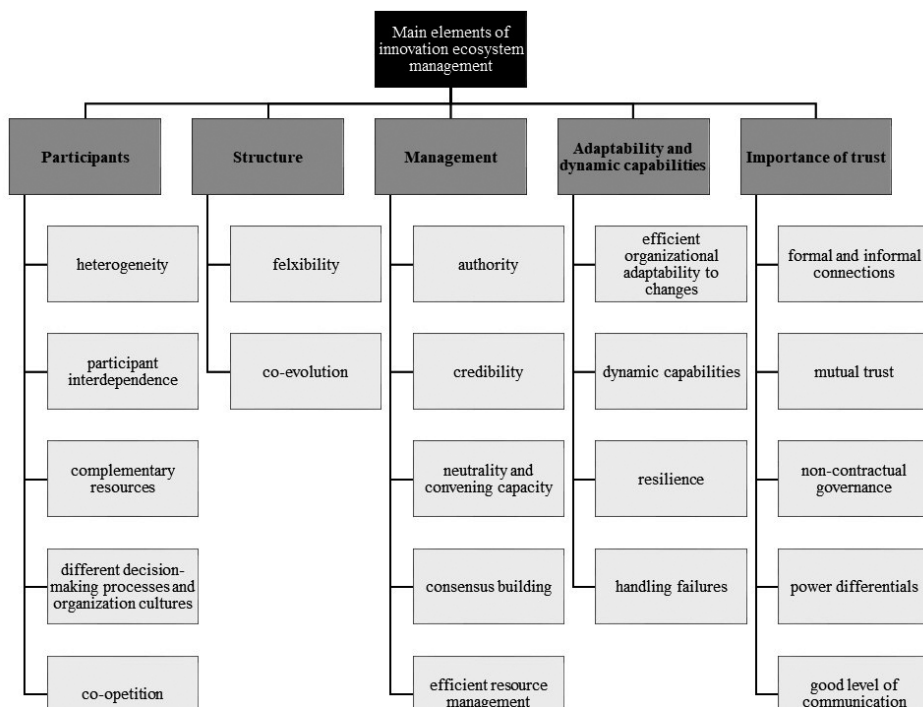 Main elements of
innovation ecosystem
management
Participants
Structure
Management
Adaptability and
dynamic capabilities
Importance of trust
heterogeneity
participant
interdependence
complementary
resources
different decision-
making processes and
organization cultures
co-opetition
felxibility
co-evolution
authority
credibility
neutrality and
convening capacity
consensus building
efficient resource
management
efficient
organizational
adaptability to
changes
dynamic capabilities
resilience
handling failures
formal and informal
connections
mutual trust
non-contractual
governance
power differentials
good level of
communication